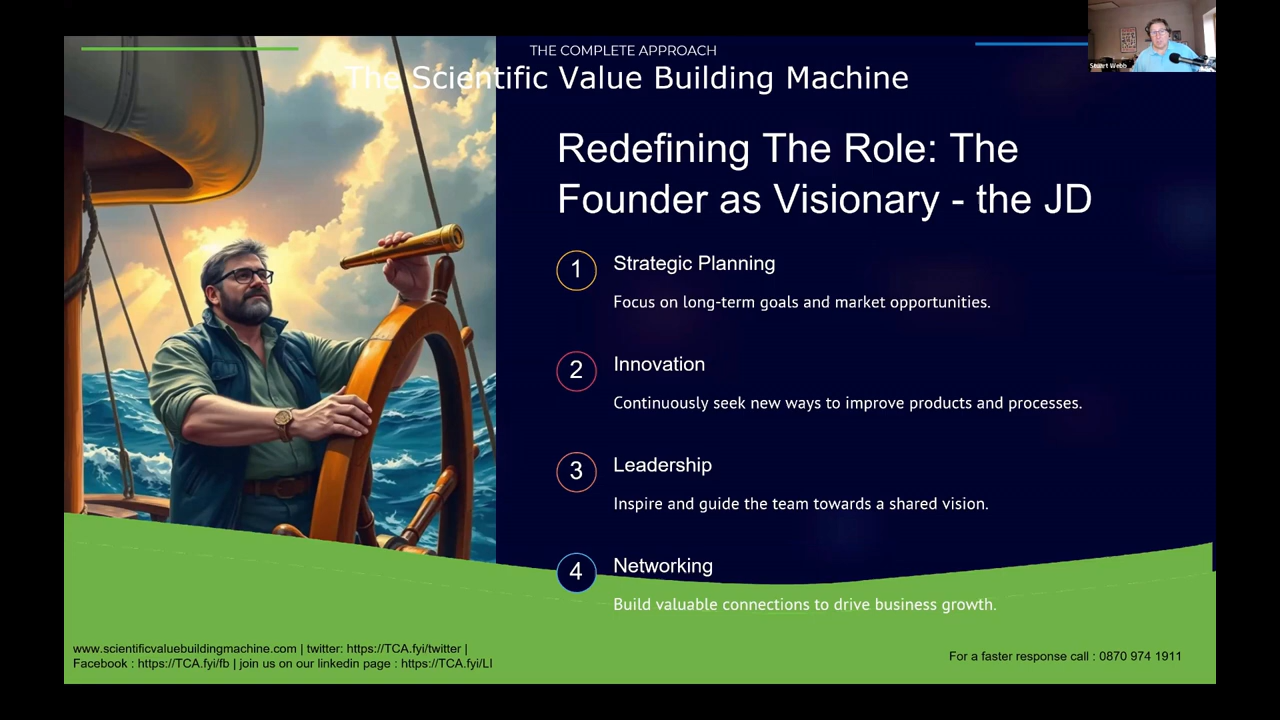 THE COMPLETE APPROACH
The Scientific Value Building Machine
Stuart Webb
Redefining The Role: The
Founder as Visionary - the JD
1
Strategic Planning
Focus on long-term goals and market opportunities.
2
Innovation
Continuously seek new ways to improve products and processes.
3
Leadership
Inspire and guide the team towards a shared vision.
4
Networking
Build valuable connections to drive business growth.
www.scientificvaluebuildingmachine.com | twitter: https://TCA.fyi/twitter |
Facebook : https://TCA.fyi/fb | join us on our linkedin page : https://TCA.fyi/LI
For a faster response call : 0870 974 1911